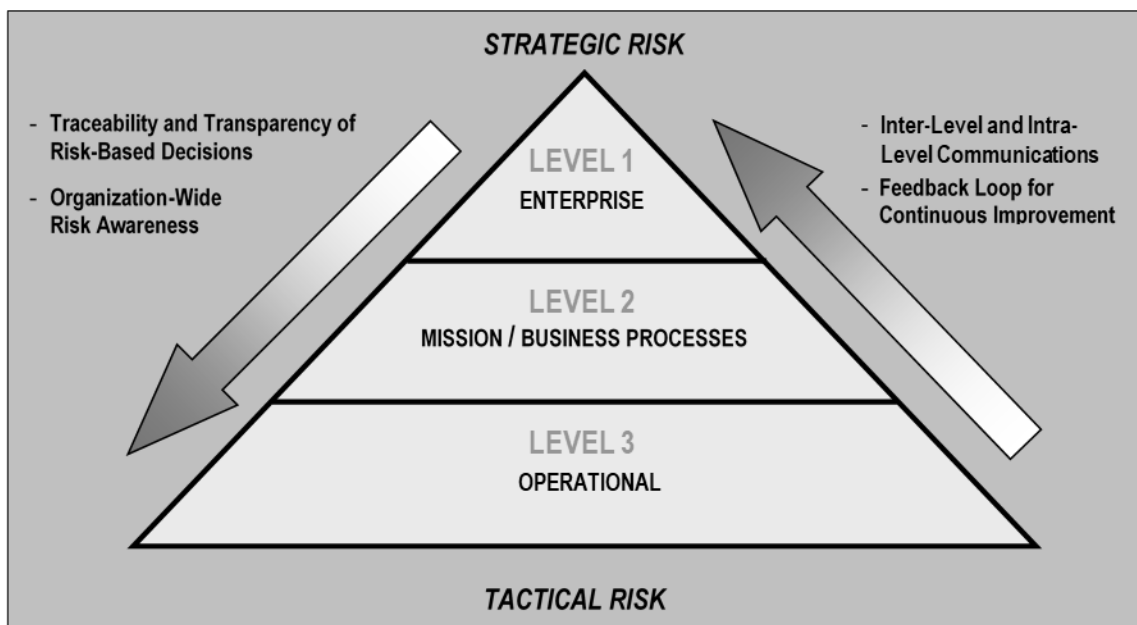 STRATEGIC RISK
- Traceability and Transparency of
Risk-Based Decisions
- Organization-Wide
Risk Awareness
- Inter-Level and Intra-
Level Communications
- Feedback Loop for
Continuous Improvement
LEVEL 1
ENTERPRISE
LEVEL 2
MISSION / BUSINESS PROCESSES
LEVEL 3
OPERATIONAL
TACTICAL RISK